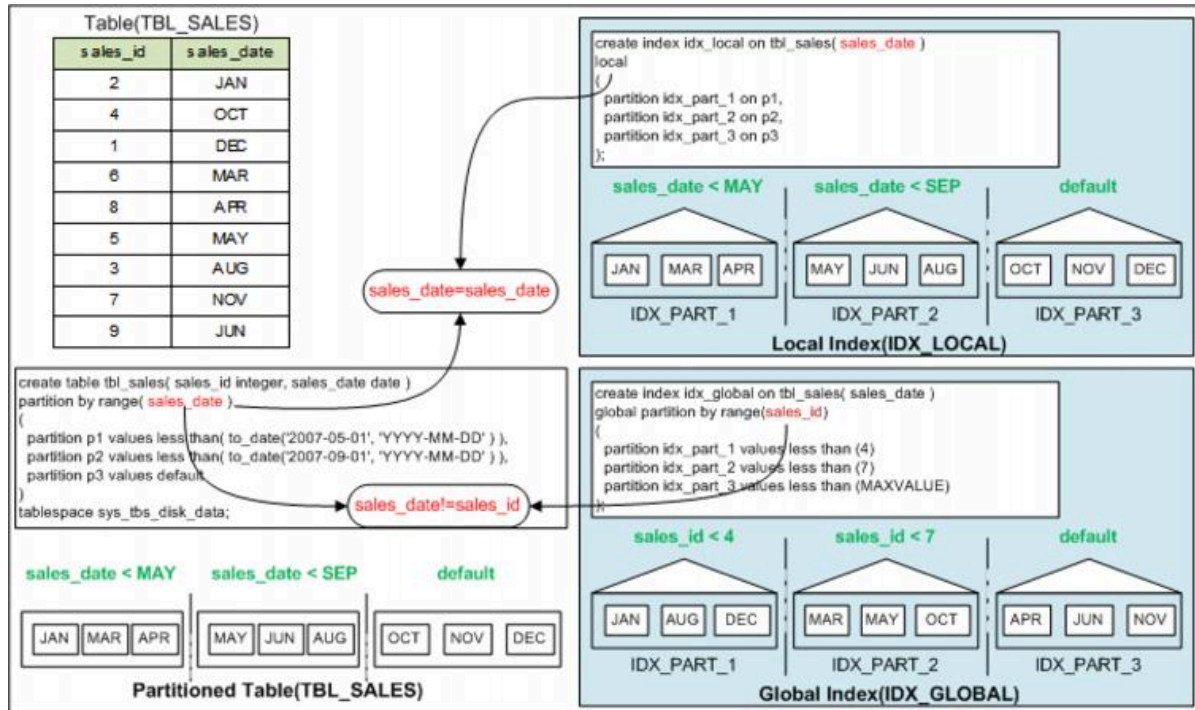 Table(TBL_SALES)
sales_id sales_date
2 JAN
4 OCT
1 DEC
6 MAR
8 APR
5 MAY
3 AUG
7 NOV
9 JUN
create index idx_local on tbl_sales( sales_date )
local
(
partition idx_part_1 on p1,
partition idx_part_2 on p2,
partition idx_part_3 on p3
);
sales_date < MAY sales_date < SEP default
JAN MAR APR MAY JUN AUG OCT NOV DEC
IDX_PART_1 IDX_PART_2 IDX_PART_3
Local Index(IDX_LOCAL)
sales_date=sales_date
create table tbl_sales( sales_id integer, sales_date date )
partition by range( sales_date )
(
partition p1 values less than( to_date('2007-05-01', 'YYYY-MM-DD' ) ),
partition p2 values less than( to_date('2007-09-01', 'YYYY-MM-DD' ) ),
partition p3 values default
)
tablespace sys_tbs_disk_data;
sales_date!=sales_id
create index idx_global on tbl_sales( sales_date )
global partition by range(sales_id)
(
partition idx_part_1 values less than (4)
partition idx_part_2 values less than (7)
partition idx_part_3 values less than (MAXVALUE)
);
sales_id < 4 sales_id < 7 default
JAN AUG DEC MAR MAY OCT APR JUN NOV
IDX_PART_1 IDX_PART_2 IDX_PART_3
Global Index(IDX_GLOBAL)
sales_date < MAY sales_date < SEP default
JAN MAR APR MAY JUN AUG OCT NOV DEC
Partitioned Table(TBL_SALES)